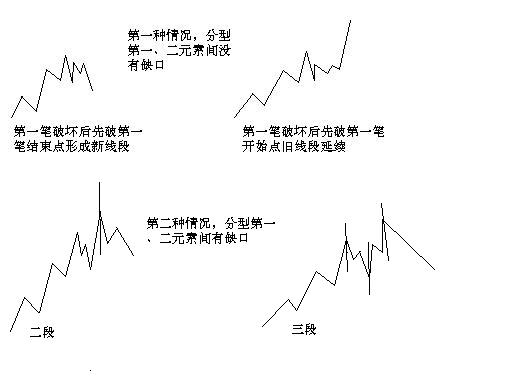 第一种情况，分型
第一、二元素间没
有缺口
第一笔破坏后先破第一
笔结束点形成新线段
第一笔破坏后先破第一笔
开始点旧线段延续
第二种情况，分型第一
、二元素间有缺口
二段
三段